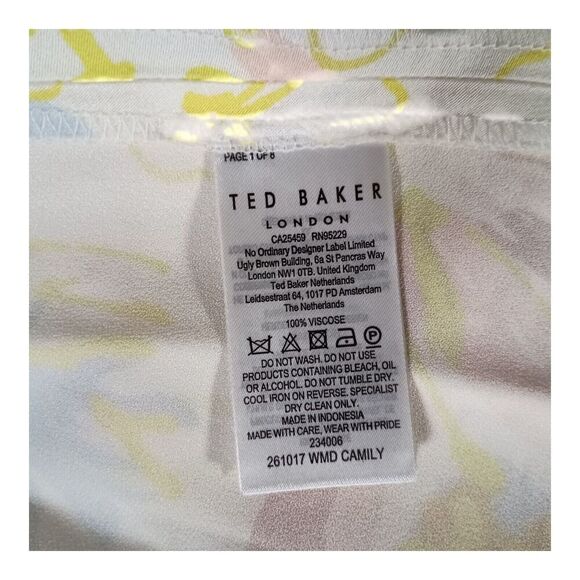 PAGE 1 OF 8
TED BAKER
LONDON
CA25459 RN95229
No Ordinary Designer Label Limited
Ugly Brown Building, 6a St Pancras Way
London NW1 0TB. United Kingdom
Ted Baker Netherlands
Leidsestraat 64, 1017 PD Amsterdam
The Netherlands
100% VISCOSE
DO NOT WASH. DO NOT USE
PRODUCTS CONTAINING BLEACH, OIL
OR ALCOHOL. DO NOT TUMBLE DRY.
COOL IRON ON REVERSE. SPECIALIST
DRY CLEAN ONLY.
MADE IN INDONESIA
MADE WITH CARE, WEAR WITH PRIDE
234006
261017 WMD CAMILY